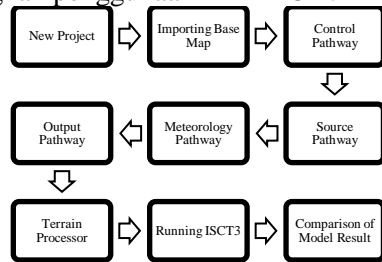 New Project
Importing Base
Map
Control
Pathway
Source
Pathway
Meteorology
Pathway
Output
Pathway
Terrain
Processor
Running ISCT3
Comparison of
Model Result